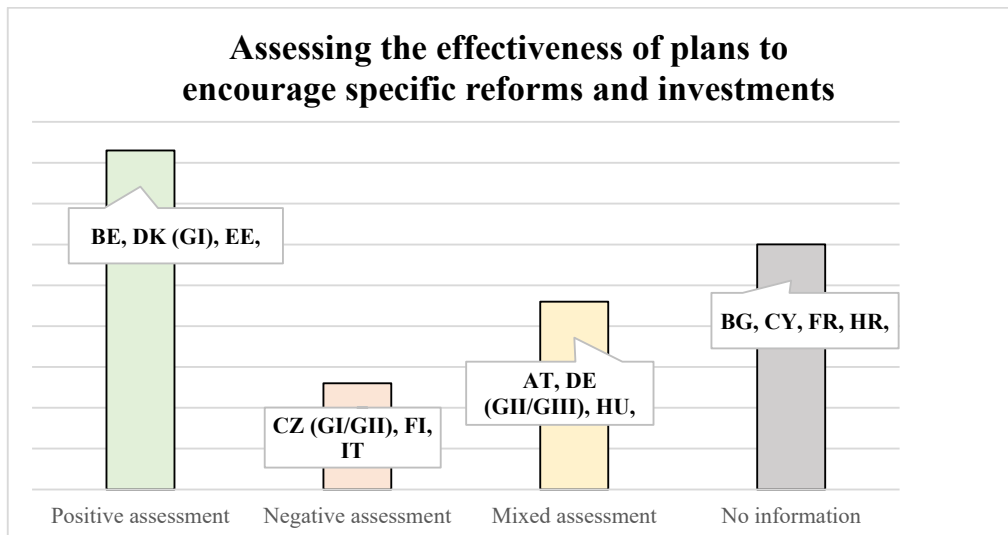 Assessing the effectiveness of plans to
encourage specific reforms and investments
BE, DK (GI), EE,
CZ (GI/GII), FI,
IT
AT, DE
(GII/GIII), HU,
BG, CY, FR, HR,
Positive assessment
Negative assessment
Mixed assessment
No information